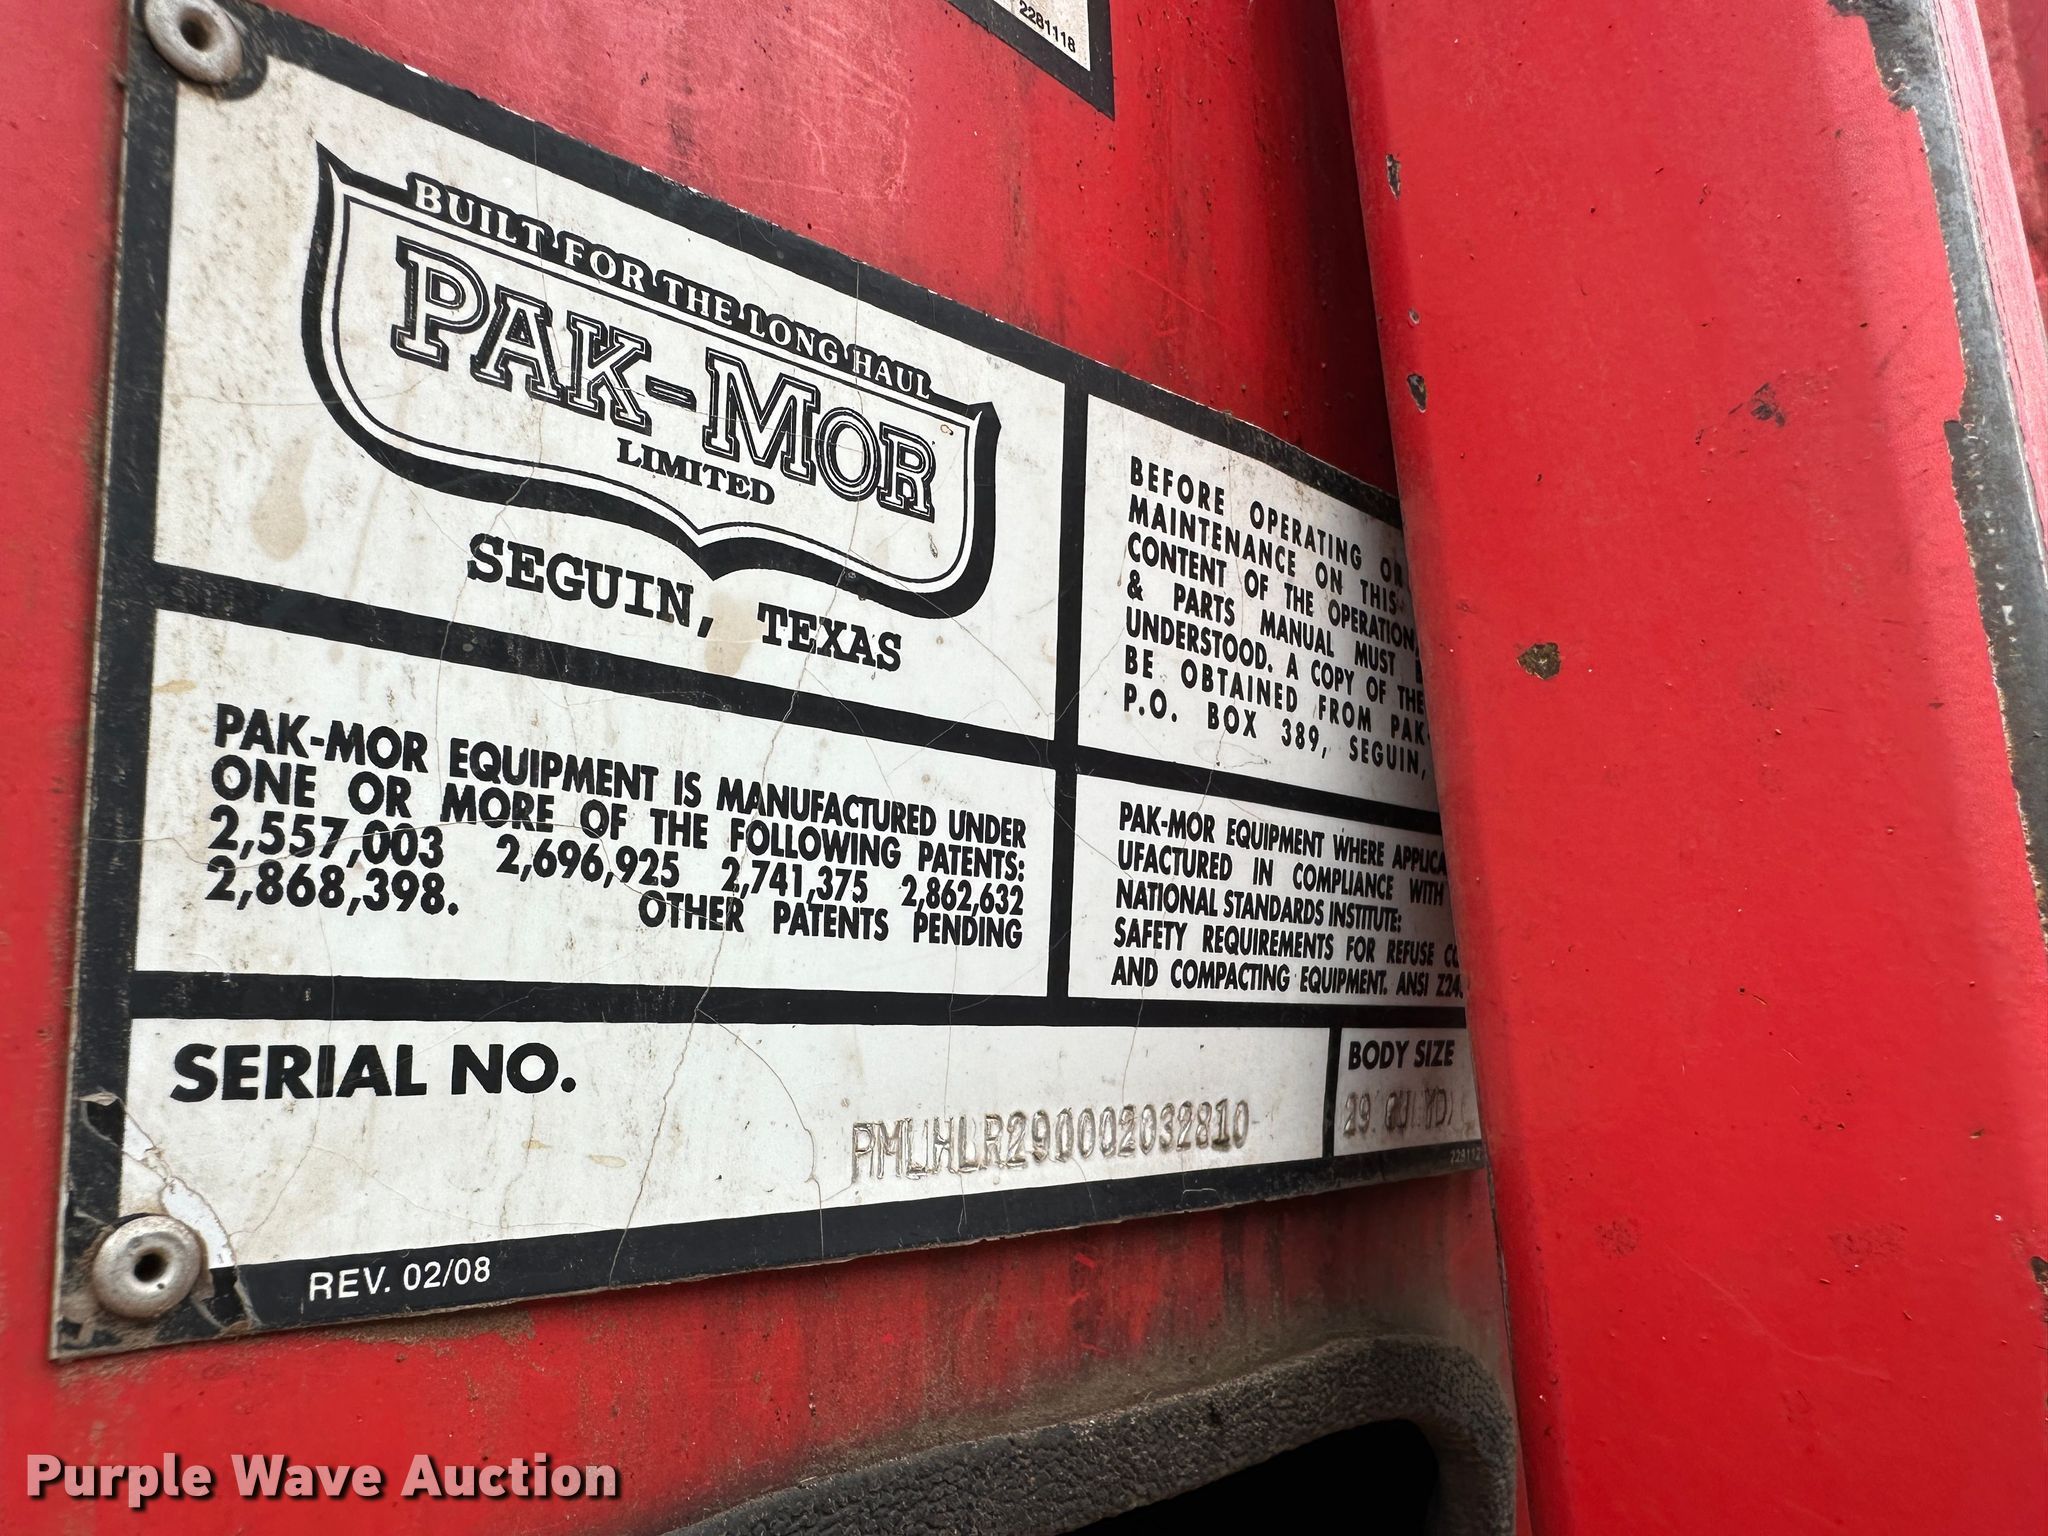 2281118
BUILT FOR THE LONG HAUL
PAK-MOR
LIMITED
SEGUIN, TEXAS
BEFORE OPERATING OR
MAINTENANCE ON THIS
CONTENT OF THE OPERATION,
& PARTS MANUAL MUST
UNDERSTOOD. A COPY OF THE
BE OBTAINED FROM PAK-
P.O. BOX 389, SEGUIN,
PAK-MOR EQUIPMENT IS MANUFACTURED UNDER
ONE OR MORE OF THE FOLLOWING PATENTS:
2,557,003 2,696,925 2,741,375 2,862,632
2,868,398. OTHER PATENTS PENDING
PAK-MOR EQUIPMENT WHERE APPLICA
UFACTURED IN COMPLIANCE WITH
NATIONAL STANDARDS INSTITUTE:
SAFETY REQUIREMENTS FOR REFUSE CO
AND COMPACTING EQUIPMENT. ANSI Z24
SERIAL NO.
PMLHLR290002032810
BODY SIZE
29 CU YD
REV. 02/08
Purple Wave Auction